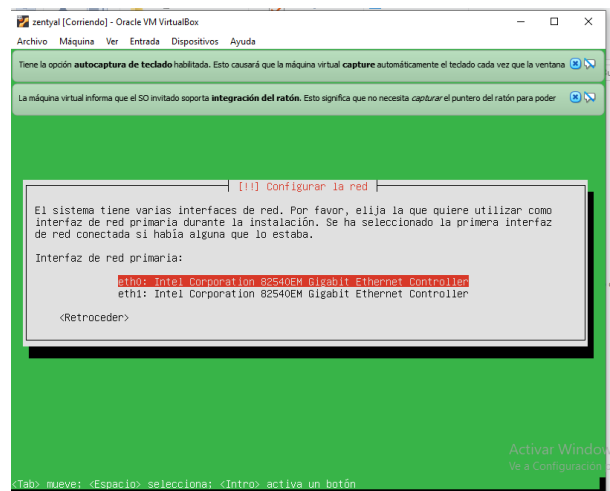 zentyal [Corriendo] - Oracle VM VirtualBox
Archivo Máquina Ver Entrada Dispositivos Ayuda
Tiene la opción autocaptura de teclado habilitada. Esto causará que la máquina virtual capture automáticamente el teclado cada vez que la ventana
La máquina virtual informa que el SO invitado soporta integración del ratón. Esto significa que no necesita capturar el puntero del ratón para poder
[!!] Configurar la red
El sistema tiene varias interfaces de red. Por favor, elija la que quiere utilizar como
interfaz de red primaria durante la instalación. Se ha seleccionado la primera interfaz
de red conectada si había alguna que lo estaba.
Interfaz de red primaria:
eth0: Intel Corporation 82540EM Gigabit Ethernet Controller
eth1: Intel Corporation 82540EM Gigabit Ethernet Controller
<Retroceder>
Activar Window
Ve a Configuración
<Tab> mueve; <Espacio> selecciona; <Intro> activa un botón